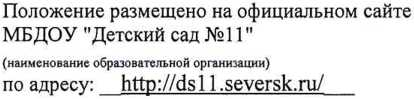 Положение размещено на официальном сайте
МБДОУ "Детский сад №11"
(наименование образовательной организации)
по адресу: __http://ds11.seversk.ru/___